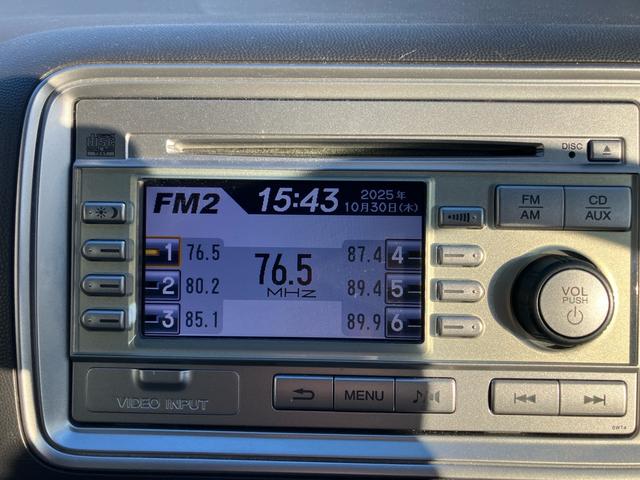 disc
DISC
FM2 15:43 2025年
10月30日(木)
FM
AM
CD
AUX
1 76.5
76.5
MHz
87.4 4
2 80.2
89.4 5
3 85.1
89.9 6
VOL
PUSH
VIDEO INPUT
MENU